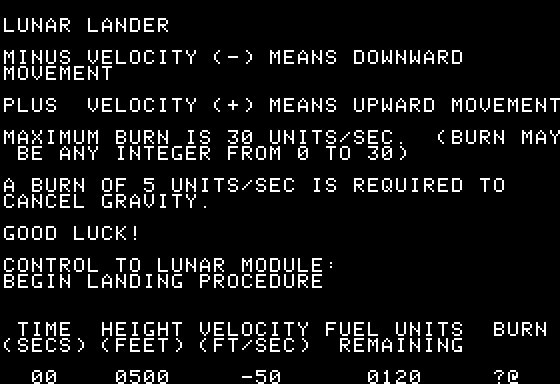 LUNAR LANDER
MINUS VELOCITY (-) MEANS DOWNWARD
MOVEMENT
PLUS  VELOCITY (+) MEANS UPWARD MOVEMENT
MAXIMUM BURN IS 30 UNITS/SEC.  (BURN MAY
 BE ANY INTEGER FROM 0 TO 30)
A BURN OF 5 UNITS/SEC IS REQUIRED TO
CANCEL GRAVITY.
GOOD LUCK!
CONTROL TO LUNAR MODULE:
BEGIN LANDING PROCEDURE
 TIME  HEIGHT VELOCITY FUEL UNITS  BURN
(SECS) (FEET) (FT/SEC)  REMAINING
  00    0500     -50      0120     ?@